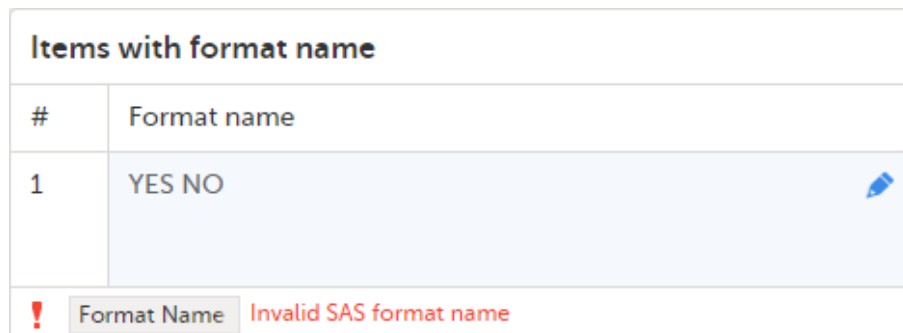 Items with format name
# Format name
1 YES NO
Format Name Invalid SAS format name